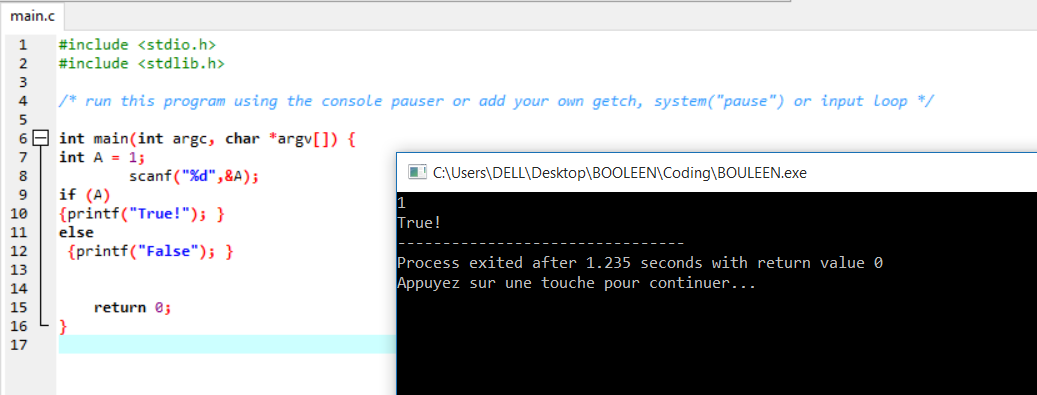 main.c
1 #include <stdio.h>
2 #include <stdlib.h>
3
4 /* run this program using the console pauser or add your own getch, system("pause") or input loop */
5
6 int main(int argc, char *argv[]) {
7 int A = 1;
8 scanf("%d",&A);
9 if (A)
10 {printf("True!"); }
11 else
12 {printf("False"); }
13
14
15 return 0;
16 }
17
C:\Users\DELL\Desktop\BOOLEEN\Coding\BOULEEN.exe
1
True!
--------------------------------
Process exited after 1.235 seconds with return value 0
Appuyez sur une touche pour continuer...